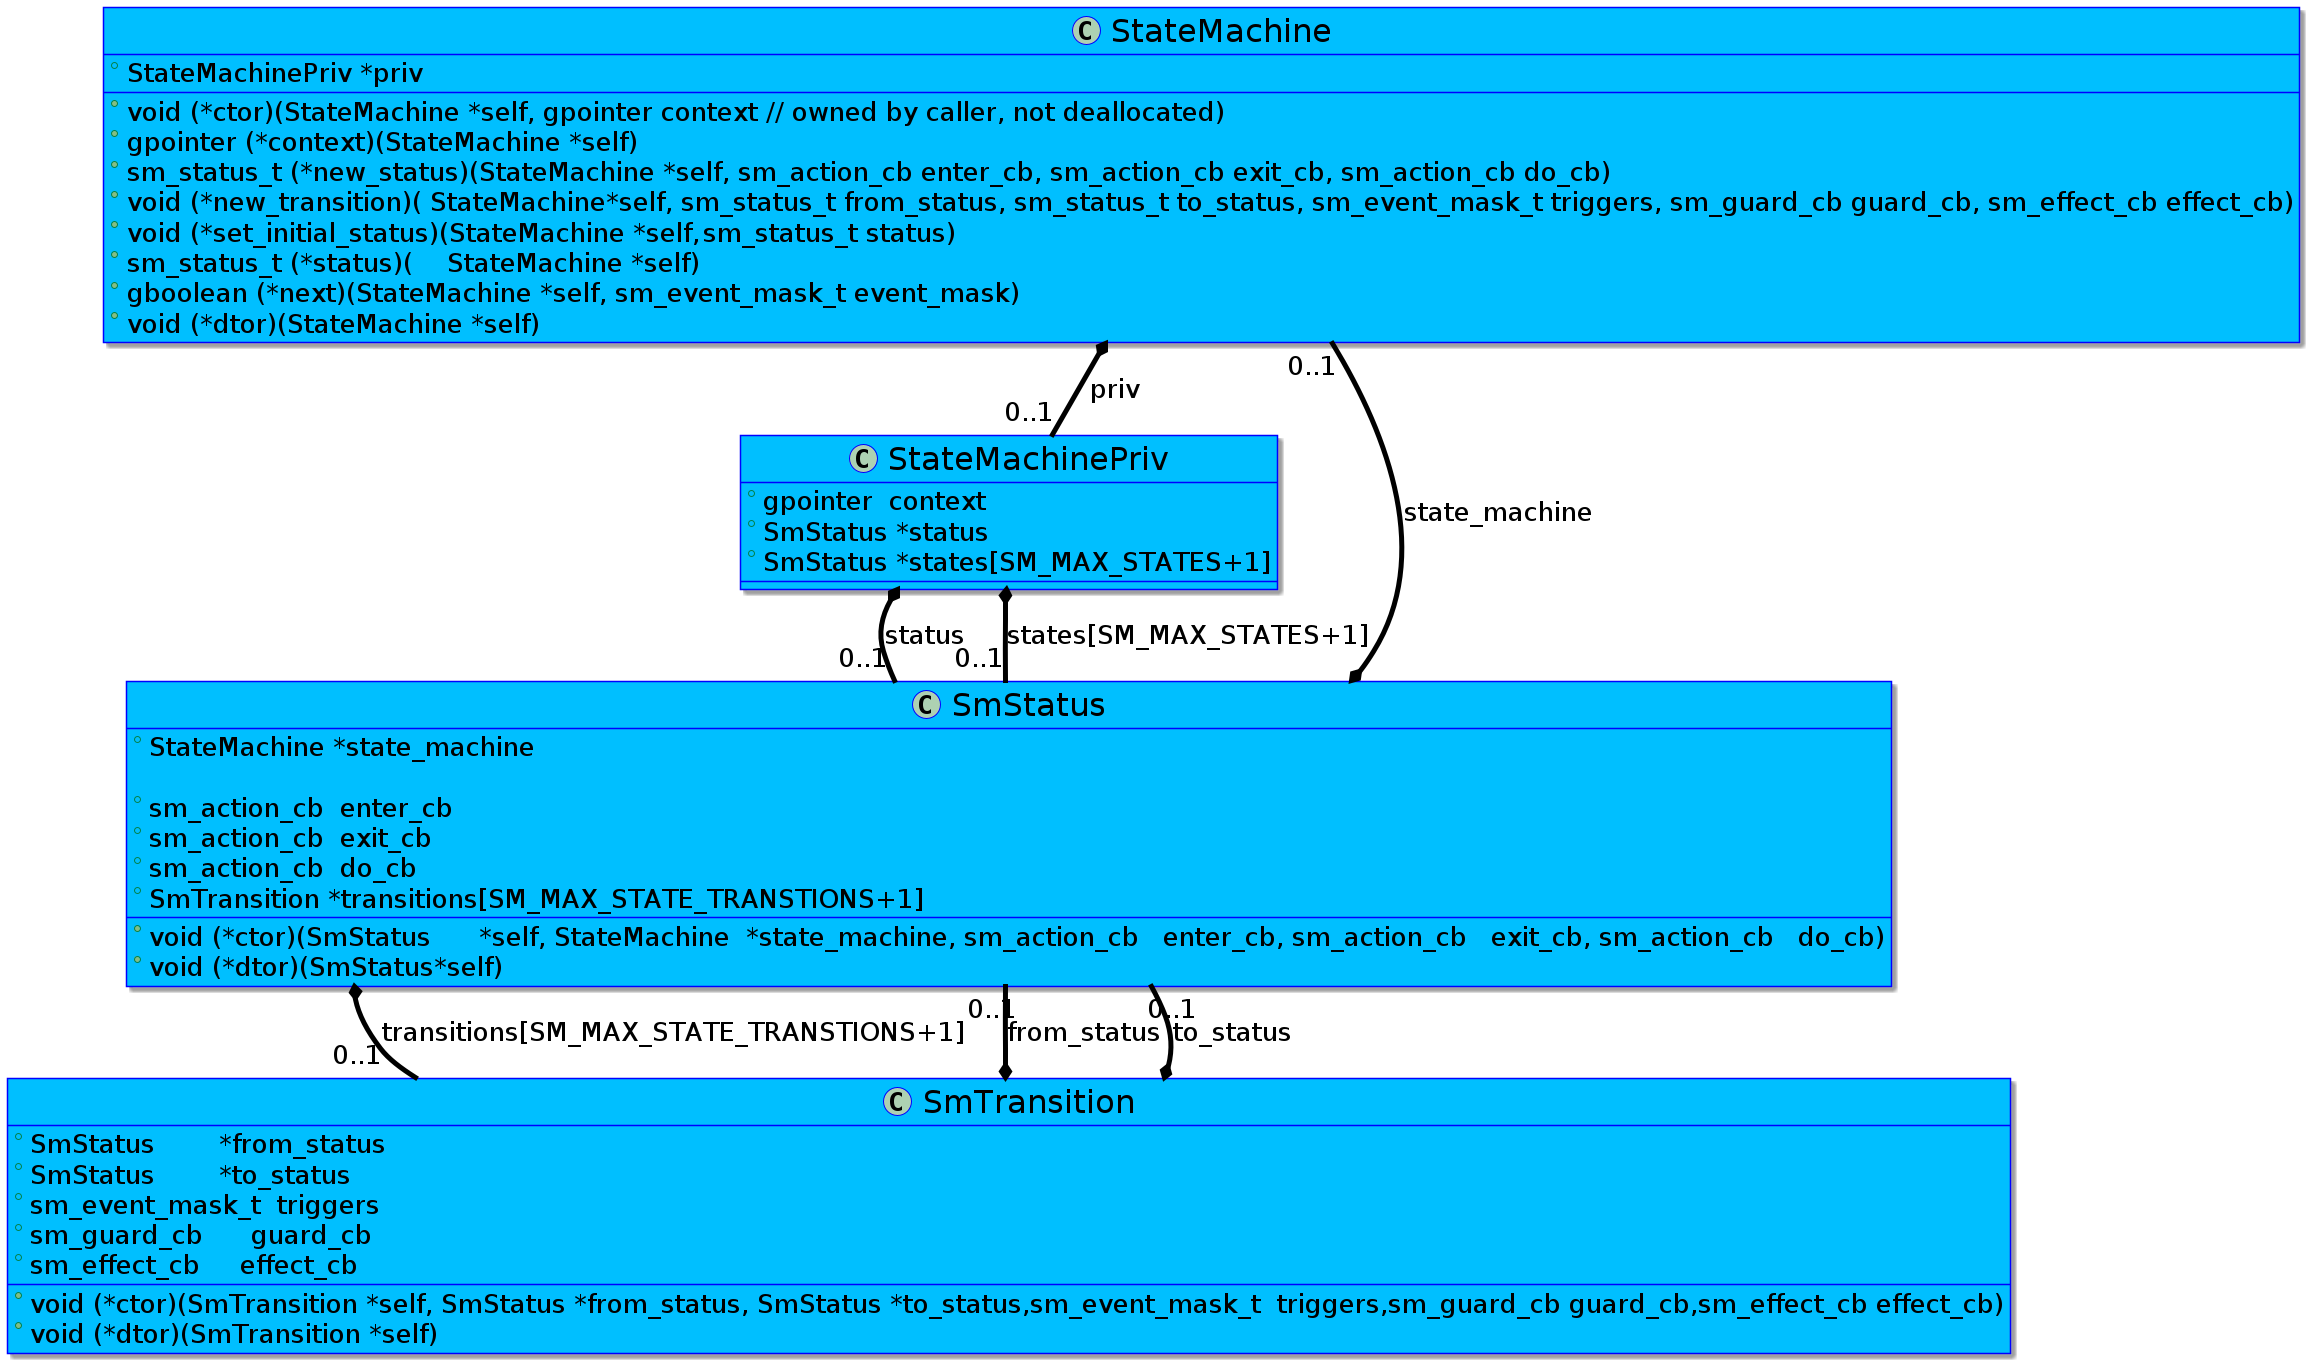 C StateMachine
StateMachinePriv *priv
void (*ctor)(StateMachine *self, gpointer context // owned by caller, not deallocated)
gpointer (*context)(StateMachine *self)
sm_status_t (*new_status)(StateMachine *self, sm_action_cb enter_cb, sm_action_cb exit_cb, sm_action_cb do_cb)
void (*new_transition)( StateMachine*self, sm_status_t from_status, sm_status_t to_status, sm_event_mask_t triggers, sm_guard_cb guard_cb, sm_effect_cb effect_cb)
void (*set_initial_status)(StateMachine *self,sm_status_t status)
sm_status_t (*status)(    StateMachine *self)
gboolean (*next)(StateMachine *self, sm_event_mask_t event_mask)
void (*dtor)(StateMachine *self)
0..1
priv
0..1
C StateMachinePriv
gpointer  context
SmStatus *status
SmStatus *states[SM_MAX_STATES+1]
state_machine
status
states[SM_MAX_STATES+1]
0..1
0..1
C SmStatus
StateMachine *state_machine
sm_action_cb  enter_cb
sm_action_cb  exit_cb
sm_action_cb  do_cb
SmTransition *transitions[SM_MAX_STATE_TRANSTIONS+1]
void (*ctor)(SmStatus      *self, StateMachine  *state_machine, sm_action_cb   enter_cb, sm_action_cb   exit_cb, sm_action_cb   do_cb)
void (*dtor)(SmStatus*self)
0..1
0..1
transitions[SM_MAX_STATE_TRANSTIONS+1]
from_status
to_status
0..1
C SmTransition
SmStatus        *from_status
SmStatus        *to_status
sm_event_mask_t  triggers
sm_guard_cb      guard_cb
sm_effect_cb     effect_cb
void (*ctor)(SmTransition *self, SmStatus *from_status, SmStatus *to_status,sm_event_mask_t  triggers,sm_guard_cb guard_cb,sm_effect_cb effect_cb)
void (*dtor)(SmTransition *self)